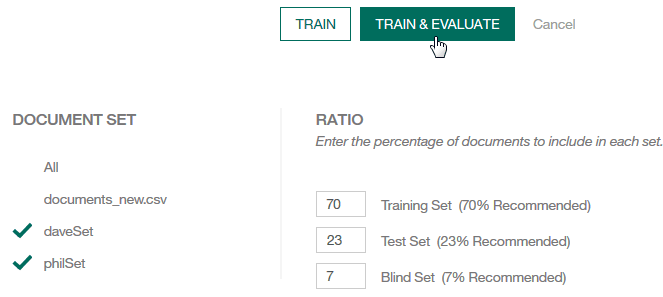 TRAIN TRAIN & EVALUATE Cancel
DOCUMENT SET
All
documents_new.csv
daveSet
philSet
RATIO
Enter the percentage of documents to include in each set.
70 Training Set (70% Recommended)
23 Test Set (23% Recommended)
7 Blind Set (7% Recommended)